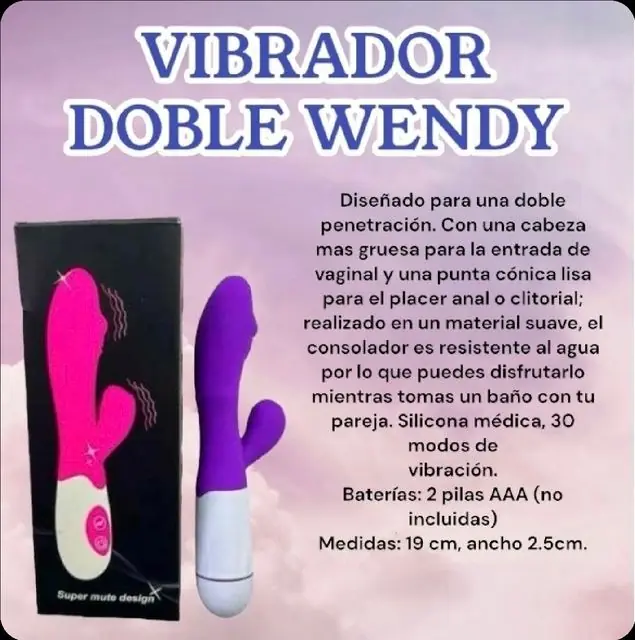 VIBRADOR
DOBLE WENDY
Diseñado para una doble
penetración. Con una cabeza
mas gruesa para la entrada de
vaginal y una punta cónica lisa
para el placer anal o clitorial;
realizado en un material suave, el
consolador es resistente al agua
por lo que puedes disfrutarlo
mientras tomas un baño con tu
pareja. Silicona médica, 30
modos de
vibración.
Baterías: 2 pilas AAA (no
incluidas)
Medidas: 19 cm, ancho 2.5cm.
Super mute design